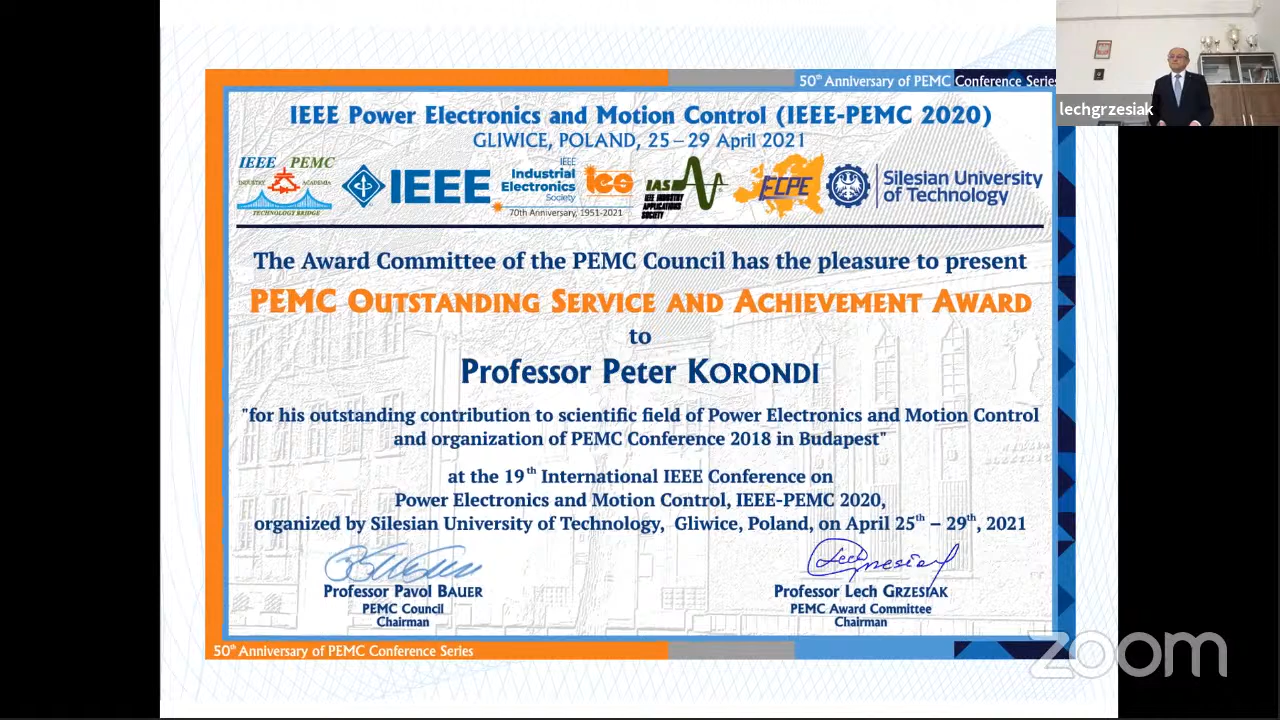 50th Anniversary of PEMC Conference Series
lechgrzesiak
IEEE Power Electronics and Motion Control (IEEE-PEMC 2020)
GLIWICE, POLAND, 25 – 29 April 2021
IEEE PEMC
INDUSTRY ACADEMIA
TECHNOLOGY BRIDGE
IEEE
IEEE
Industrial
Electronics
Society
ies
70th Anniversary, 1951-2021
IAS
IEE INDUSTRY
APPLICATIONS
SOCIETY
ECPE
Silesian University
of Technology
The Award Committee of the PEMC Council has the pleasure to present
PEMC OUTSTANDING SERVICE AND ACHIEVEMENT AWARD
to
Professor Peter KORONDI
"for his outstanding contribution to scientific field of Power Electronics and Motion Control
and organization of PEMC Conference 2018 in Budapest"
at the 19th International IEEE Conference on
Power Electronics and Motion Control, IEEE-PEMC 2020,
organized by Silesian University of Technology, Gliwice, Poland, on April 25th – 29th, 2021
Professor Pavol BAUER
PEMC Council
Chairman
Professor Lech GRZESIAK
PEMC Award Committee
Chairman
50th Anniversary of PEMC Conference Series
zoom